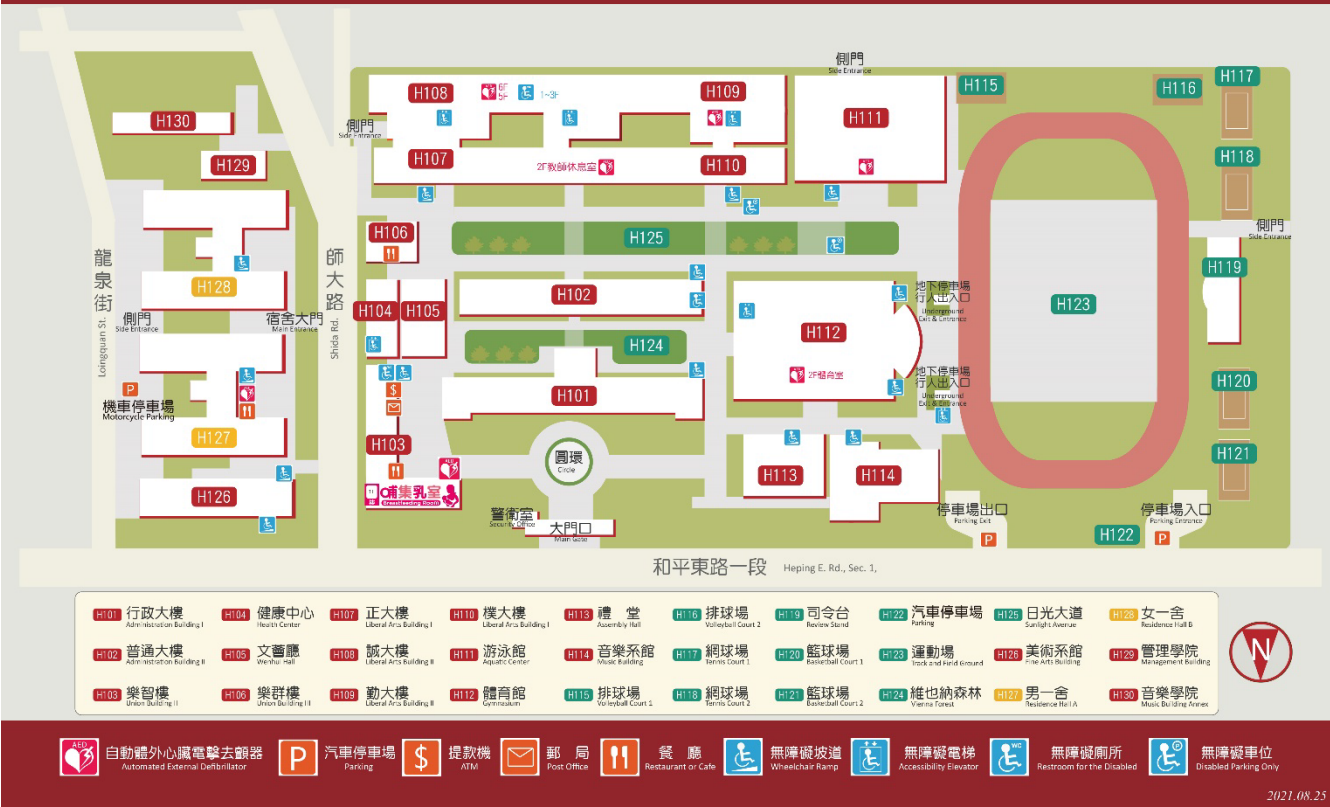 側門
Side Entrance
H117
H115
H116
H108
6F
5F
1~3F
H109
H111
H130
側門
Side Entrance
H129
H107
2F教師休息室
H110
H118
H106
H125
側門
Side Entrance
龍泉街
Loingquan St.
師大路
Shida Rd.
H128
H119
地下停車場
行人出入口
Underground
Exit & Entrance
H102
H104
H105
H123
側門
Side Entrance
宿舍大門
Main Entrance
H112
H124
2F體育室
地下停車場
行人出入口
Underground
Exit & Entrance
P
H101
$
H120
機車停車場
Motorcycle Parking
H127
H103
圓環
Circle
H121
AED
H113
H114
H126
哺集乳室
Breastfeeding Room
警衛室
Security Office
大門口
Main Gate
停車場出口
Parking Exit
P
停車場入口
Parking Entrance
H122
P
和平東路一段 Heping E. Rd., Sec. 1,
H101 行政大樓 Administration Building I
H104 健康中心 Health Center
H107 正大樓 Liberal Arts Building I
H110 樸大樓 Liberal Arts Building I
H113 禮 堂 Assembly Hall
H116 排球場 Volleyball Court 2
H119 司令台 Review Stand
H122 汽車停車場 Parking
H125 日光大道 Sunlight Avenue
H128 女一舍 Residence Hall B
H102 普通大樓 Administration Building II
H105 文薈廳 Wenhui Hall
H108 誠大樓 Liberal Arts Building II
H111 游泳館 Aquatic Center
H114 音樂系館 Music Building
H117 網球場 Tennis Court 1
H120 籃球場 Basketball Court 1
H123 運動場 Track and Field Ground
H126 美術系館 Fine Arts Building
H129 管理學院 Management Building
H103 樂智樓 Union Building II
H106 樂群樓 Union Building III
H109 勤大樓 Liberal Arts Building II
H112 體育館 Gymnasium
H115 排球場 Volleyball Court 1
H118 網球場 Tennis Court 2
H121 籃球場 Basketball Court 2
H124 維也納森林 Vienna Forest
H127 男一舍 Residence Hall A
H130 音樂學院 Music Building Annex
N
AED
自動體外心臟電擊去顫器
Automated External Defibrillator
P
汽車停車場
Parking
$
提款機
ATM
郵 局
Post Office
餐 廳
Restaurant or Cafe
無障礙坡道
Wheelchair Ramp
無障礙電梯
Accessibility Elevator
WC
無障礙廁所
Restroom for the Disabled
P
無障礙車位
Disabled Parking Only
2021.08.25